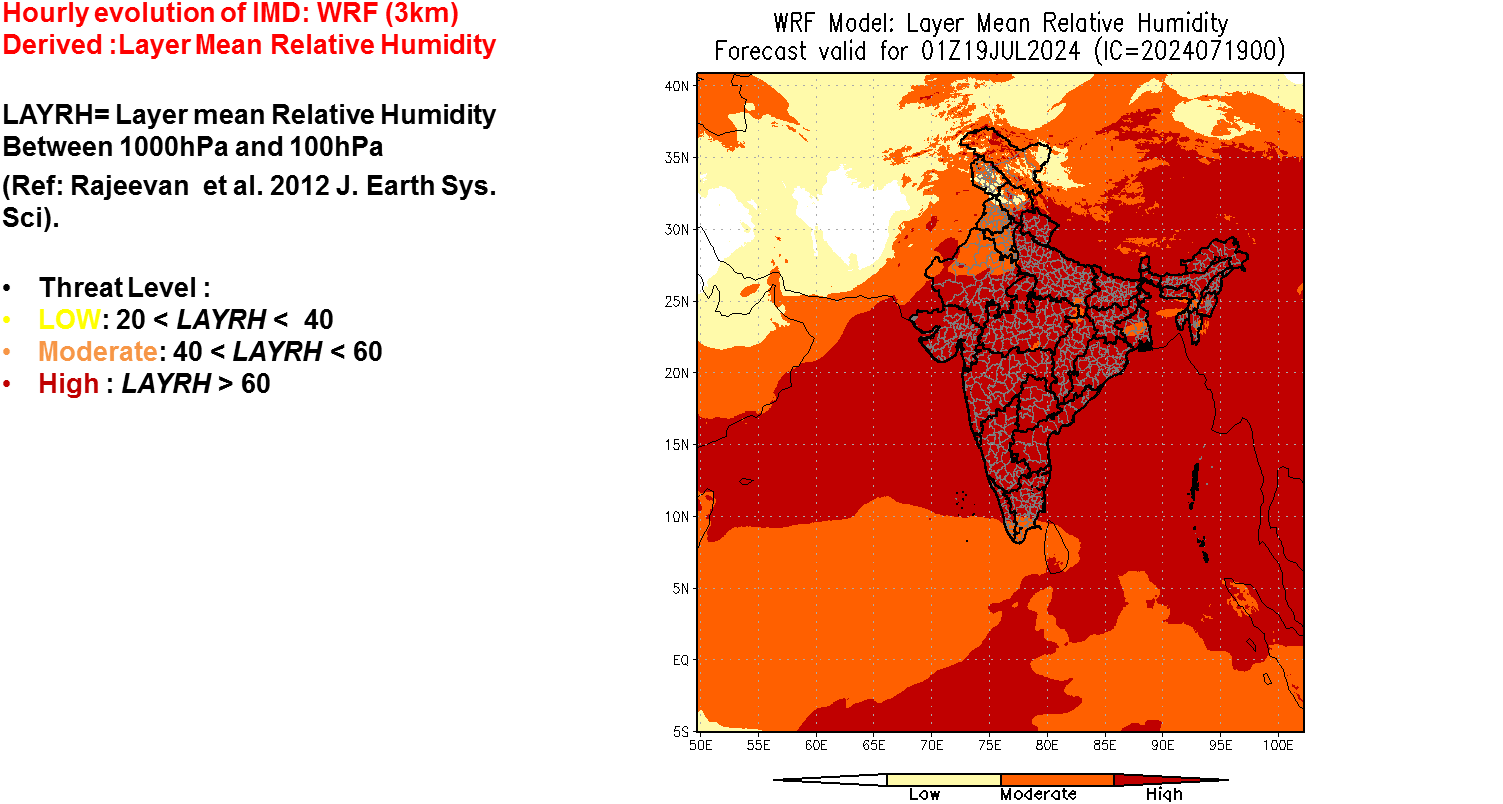 Hourly evolution of IMD: WRF (3km)
Derived :Layer Mean Relative Humidity
LAYRH= Layer mean Relative Humidity
Between 1000hPa and 100hPa
(Ref: Rajeevan et al. 2012 J. Earth Sys.
Sci).
• Threat Level :
• LOW: 20 < LAYRH < 40
• Moderate: 40 < LAYRH < 60
• High : LAYRH > 60
WRF Model: Layer Mean Relative Humidity
Forecast valid for 01Z19JUL2024 (IC=2024071900)
40N
35N
30N
25N
20N
15N
10N
5N
EQ
5S
50E 55E 60E 65E 70E 75E 80E 85E 90E 95E 100E
Low Moderate High